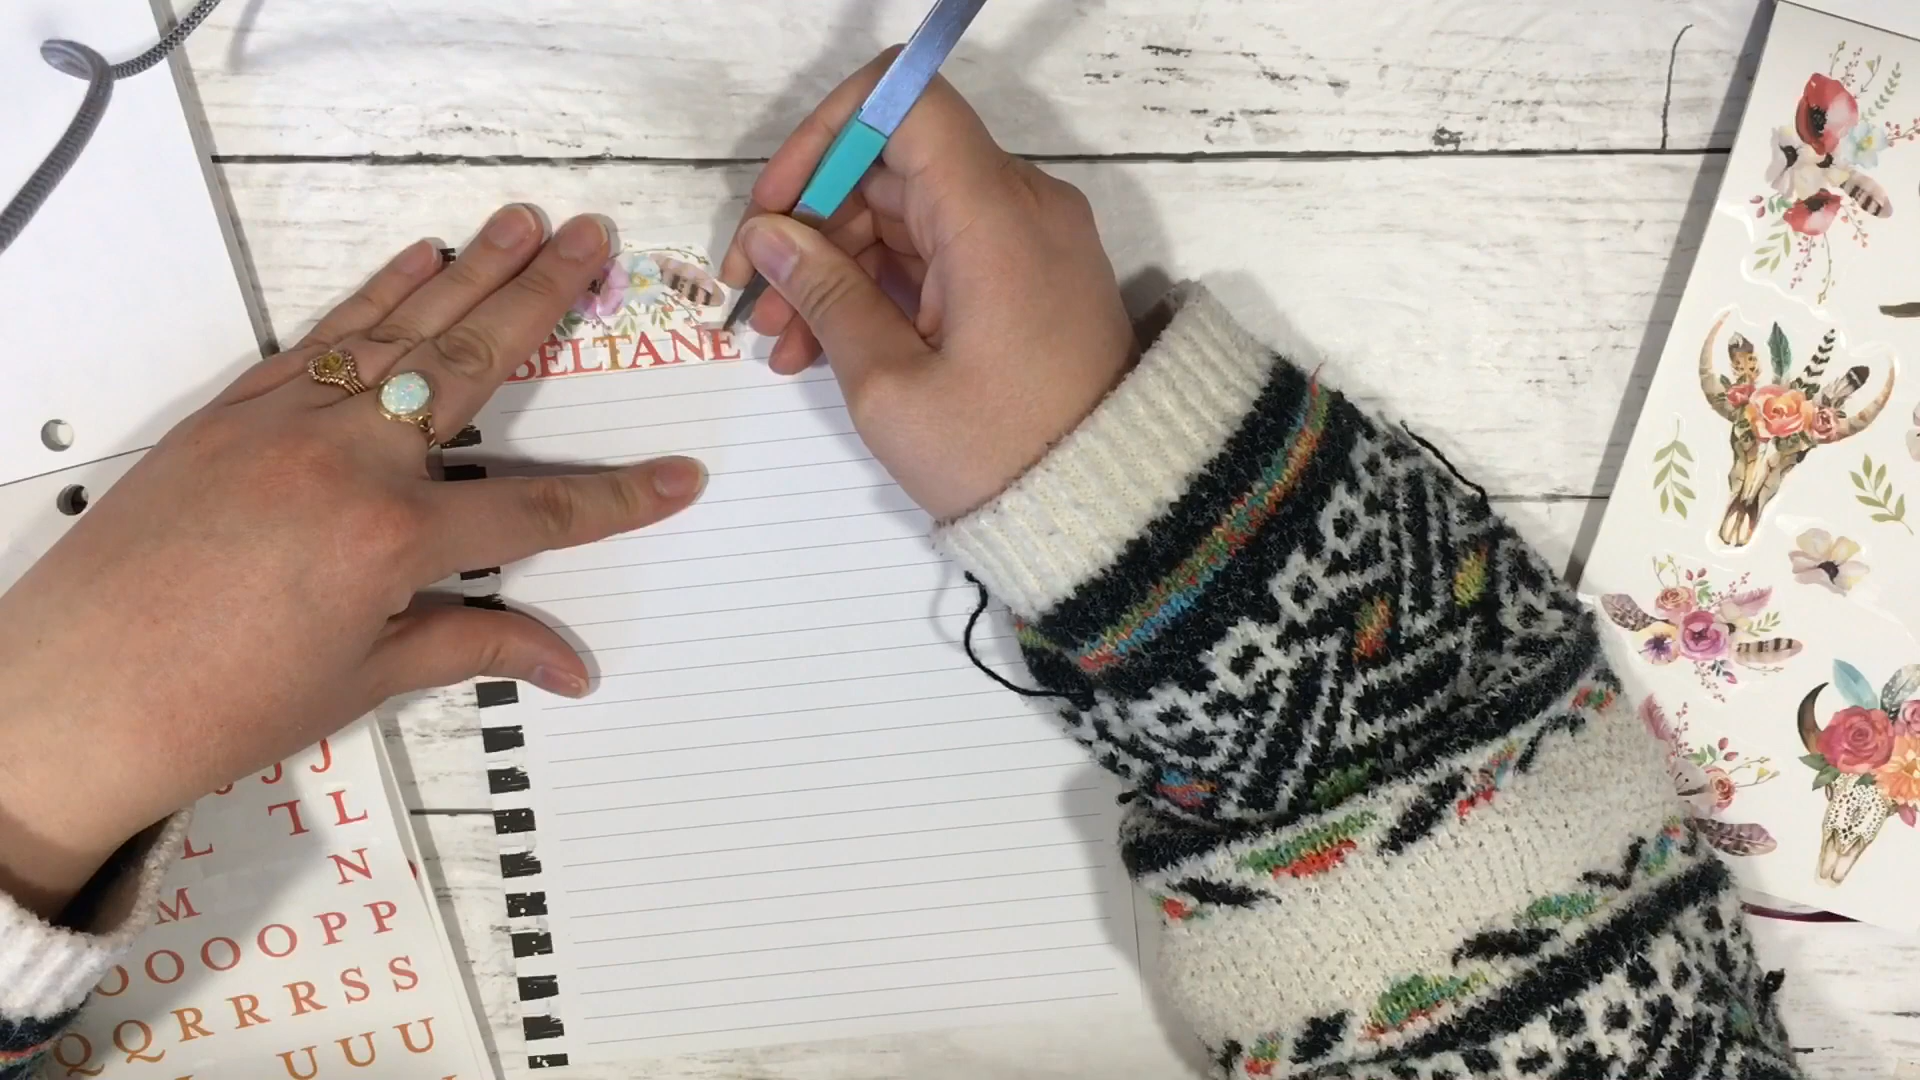 BELTANE
J J
L T L
N
M
O O O O P P
Q Q R R R S S
U U U